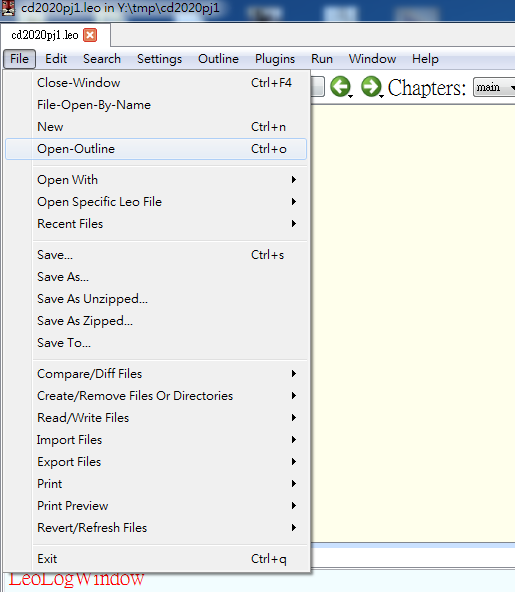 cd2020pj1.leo in Y:\tmp\cd2020pj1
cd2020pj1.leo
File Edit Search Settings Outline Plugins Run Window Help
Close-Window Ctrl+F4
File-Open-By-Name
New Ctrl+n
Open-Outline Ctrl+o
Chapters: main
Open With
Open Specific Leo File
Recent Files
Save... Ctrl+s
Save As...
Save As Unzipped...
Save As Zipped...
Save To...
Compare/Diff Files
Create/Remove Files Or Directories
Read/Write Files
Import Files
Export Files
Print
Print Preview
Revert/Refresh Files
Exit Ctrl+q
LeoLogWindow